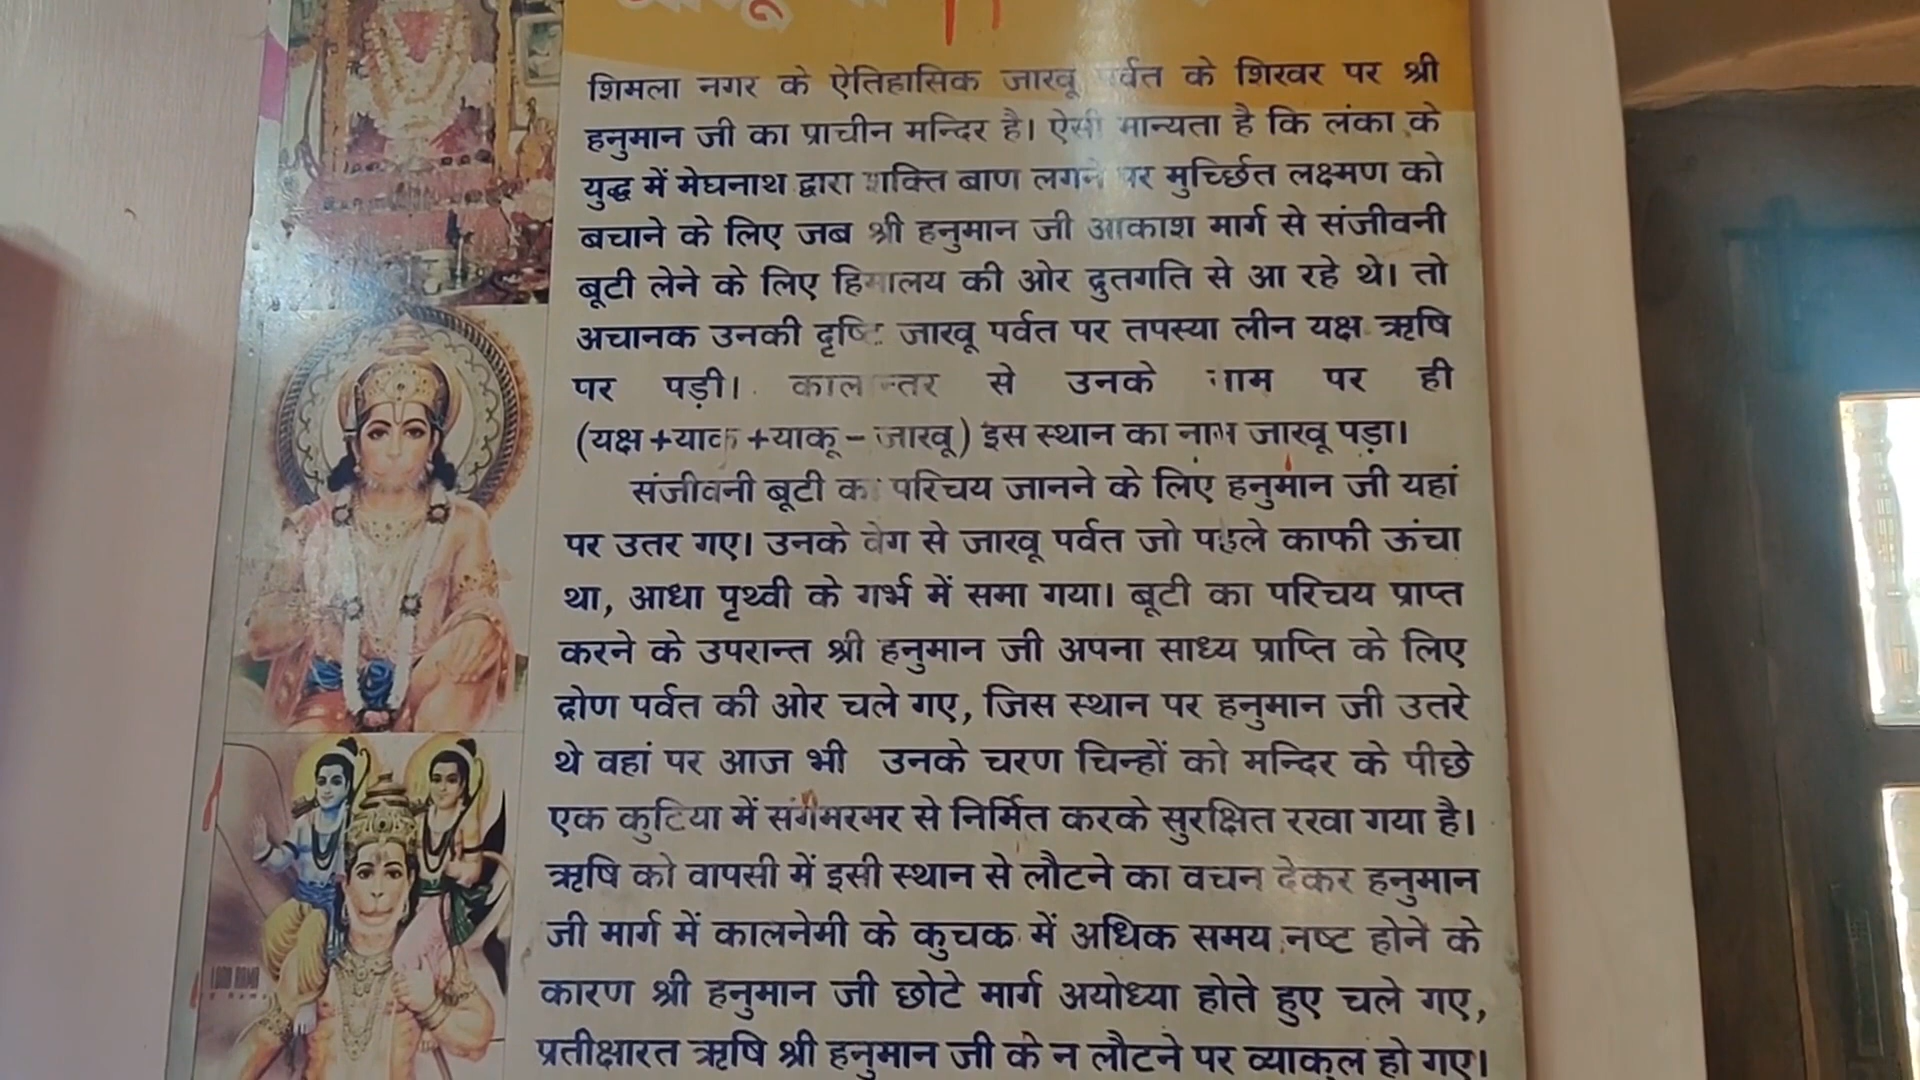 शिमला नगर के ऐतिहासिक जाखू पर्वत के शिखर पर श्री
हनुमान जी का प्राचीन मन्दिर है। ऐसी मान्यता है कि लंका के
युद्ध में मेघनाथ द्वारा शक्ति बाण लगने पर मुर्च्छित लक्ष्मण को
बचाने के लिए जब श्री हनुमान जी आकाश मार्ग से संजीवनी
बूटी लेने के लिए हिमालय की ओर द्रुतगति से आ रहे थे। तो
अचानक उनकी दृष्टि जाखू पर्वत पर तपस्या लीन यक्ष ऋषि
पर पड़ी। कालान्तर से उनके नाम पर ही
(यक्ष+याक+याकू-जाखू) इस स्थान का नाम जाखू पड़ा।
संजीवनी बूटी का परिचय जानने के लिए हनुमान जी यहां
पर उतर गए। उनके वेग से जाखू पर्वत जो पहले काफी ऊंचा
था, आधा पृथ्वी के गर्भ में समा गया। बूटी का परिचय प्राप्त
करने के उपरान्त श्री हनुमान जी अपना साध्य प्राप्ति के लिए
द्रोण पर्वत की ओर चले गए, जिस स्थान पर हनुमान जी उतरे
थे वहां पर आज भी उनके चरण चिन्हों को मन्दिर के पीछे
एक कुटिया में संगमरमर से निर्मित करके सुरक्षित रखा गया है।
ऋषि को वापसी में इसी स्थान से लौटने का वचन देकर हनुमान
जी मार्ग में कालनेमी के कुचक में अधिक समय नष्ट होने के
कारण श्री हनुमान जी छोटे मार्ग अयोध्या होते हुए चले गए,
प्रतीक्षारत ऋषि श्री हनुमान जी के न लौटने पर व्याकुल हो गए।
LORD RAMA